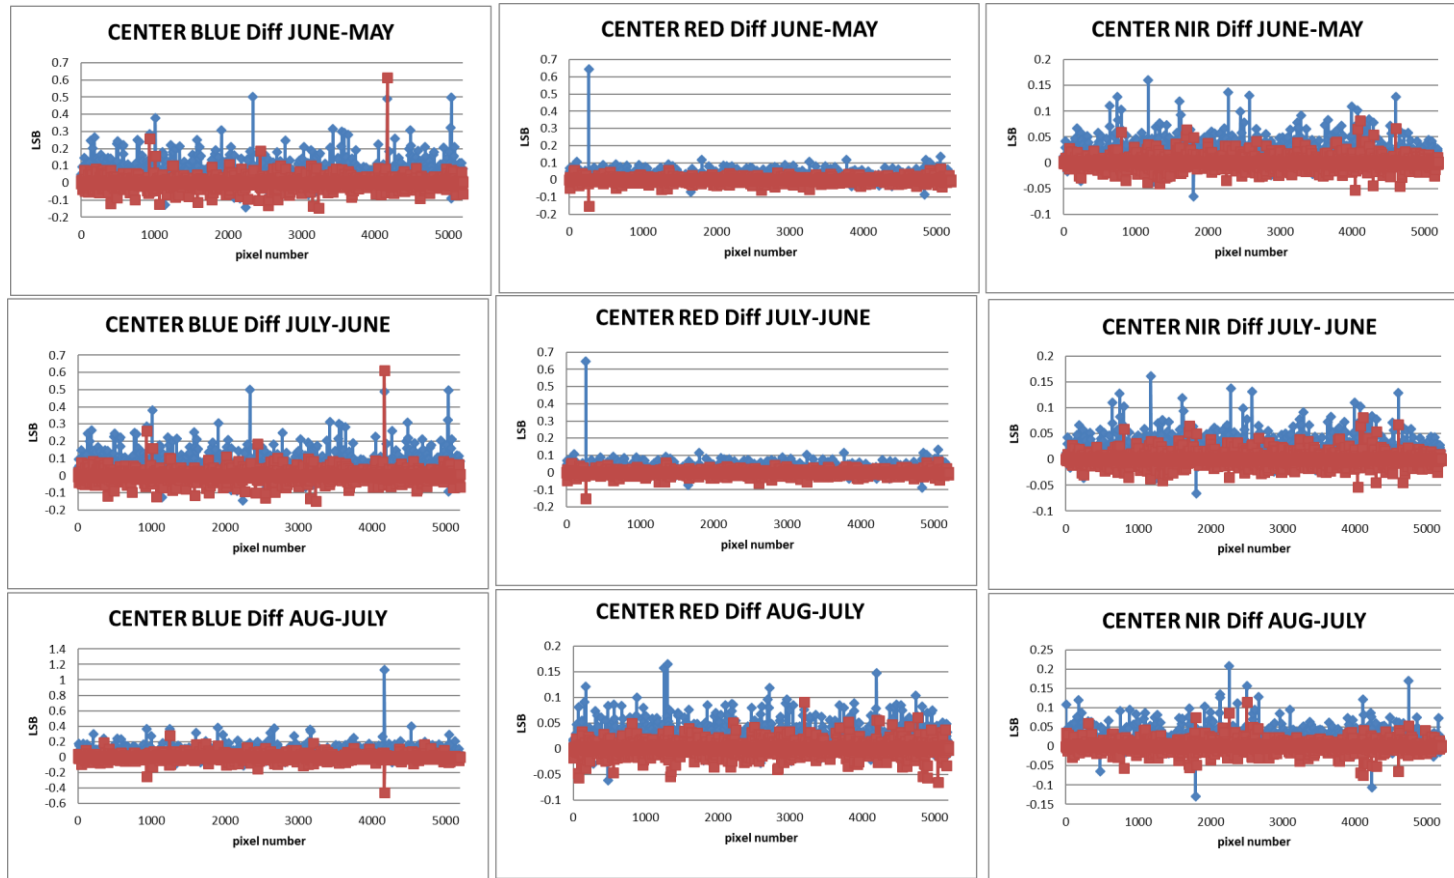 CENTER BLUE Diff JUNE-MAY
0.7
0.6
0.5
0.4
0.3
0.2
0.1
0
-0.1
-0.2
LSB
0 1000 2000 3000 4000 5000
pixel number
CENTER RED Diff JUNE-MAY
0.7
0.6
0.5
0.4
0.3
0.2
0.1
0
-0.1
-0.2
LSB
0 1000 2000 3000 4000 5000
pixel number
CENTER NIR Diff JUNE-MAY
0.2
0.15
0.1
0.05
0
-0.05
-0.1
LSB
0 1000 2000 3000 4000 5000
pixel number
CENTER BLUE Diff JULY-JUNE
0.7
0.6
0.5
0.4
0.3
0.2
0.1
0
-0.1
-0.2
LSB
0 1000 2000 3000 4000 5000
pixel number
CENTER RED Diff JULY-JUNE
0.7
0.6
0.5
0.4
0.3
0.2
0.1
0
-0.1
-0.2
LSB
0 1000 2000 3000 4000 5000
pixel number
CENTER NIR Diff JULY- JUNE
0.2
0.15
0.1
0.05
0
-0.05
-0.1
LSB
0 1000 2000 3000 4000 5000
pixel number
CENTER BLUE Diff AUG-JULY
1.4
1.2
1
0.8
0.6
0.4
0.2
0
-0.2
-0.4
-0.6
LSB
0 1000 2000 3000 4000 5000
pixel number
CENTER RED Diff AUG-JULY
0.2
0.15
0.1
0.05
0
-0.05
-0.1
LSB
0 1000 2000 3000 4000 5000
pixel number
CENTER NIR Diff AUG-JULY
0.25
0.2
0.15
0.1
0.05
0
-0.05
-0.1
-0.15
LSB
0 1000 2000 3000 4000 5000
pixel number